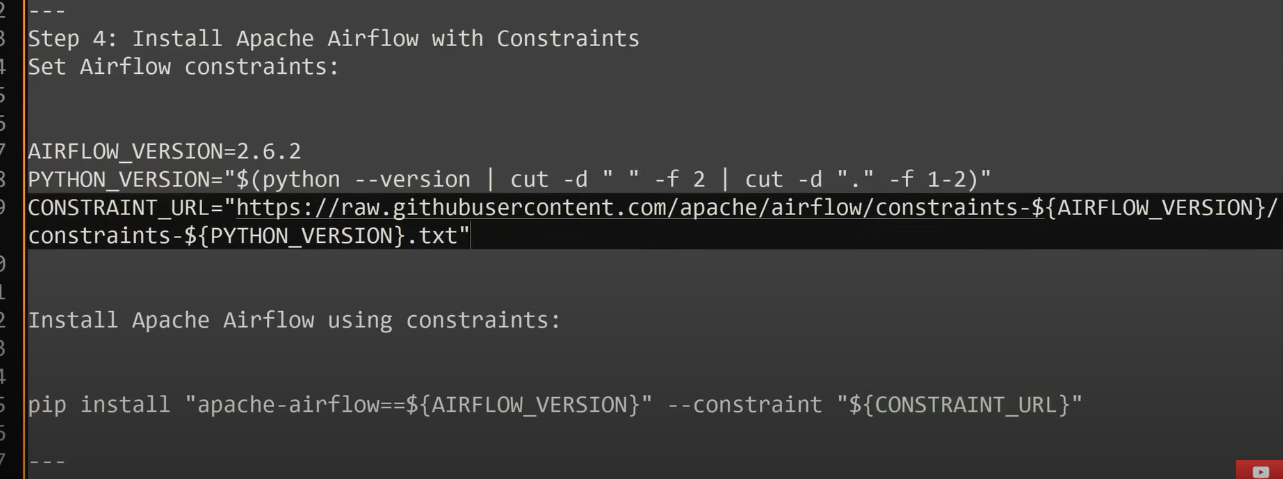 ---
Step 4: Install Apache Airflow with Constraints
Set Airflow constraints:
AIRFLOW_VERSION=2.6.2
PYTHON_VERSION="$(python --version | cut -d " " -f 2 | cut -d "." -f 1-2)"
CONSTRAINT_URL="https://raw.githubusercontent.com/apache/airflow/constraints-${AIRFLOW_VERSION}/
constraints-${PYTHON_VERSION}.txt"
Install Apache Airflow using constraints:
pip install "apache-airflow==${AIRFLOW_VERSION}" --constraint "${CONSTRAINT_URL}"
---